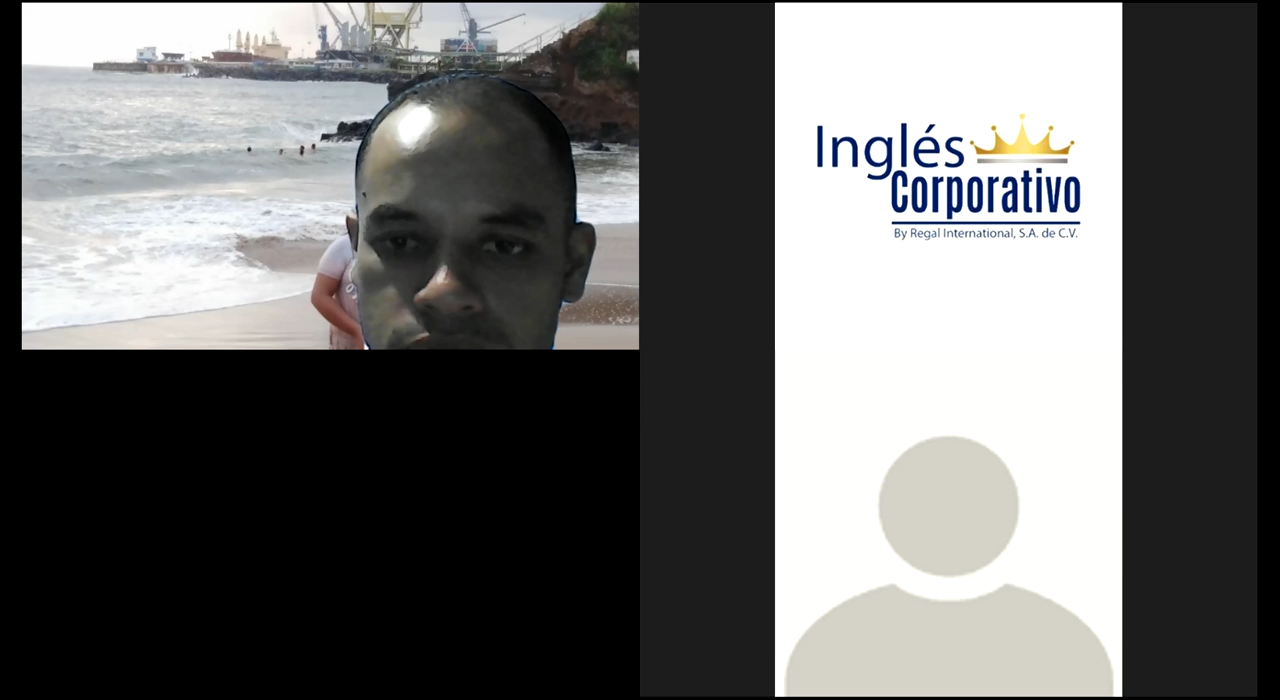 Inglés
Corporativo
By Regal International, S.A. de C.V.